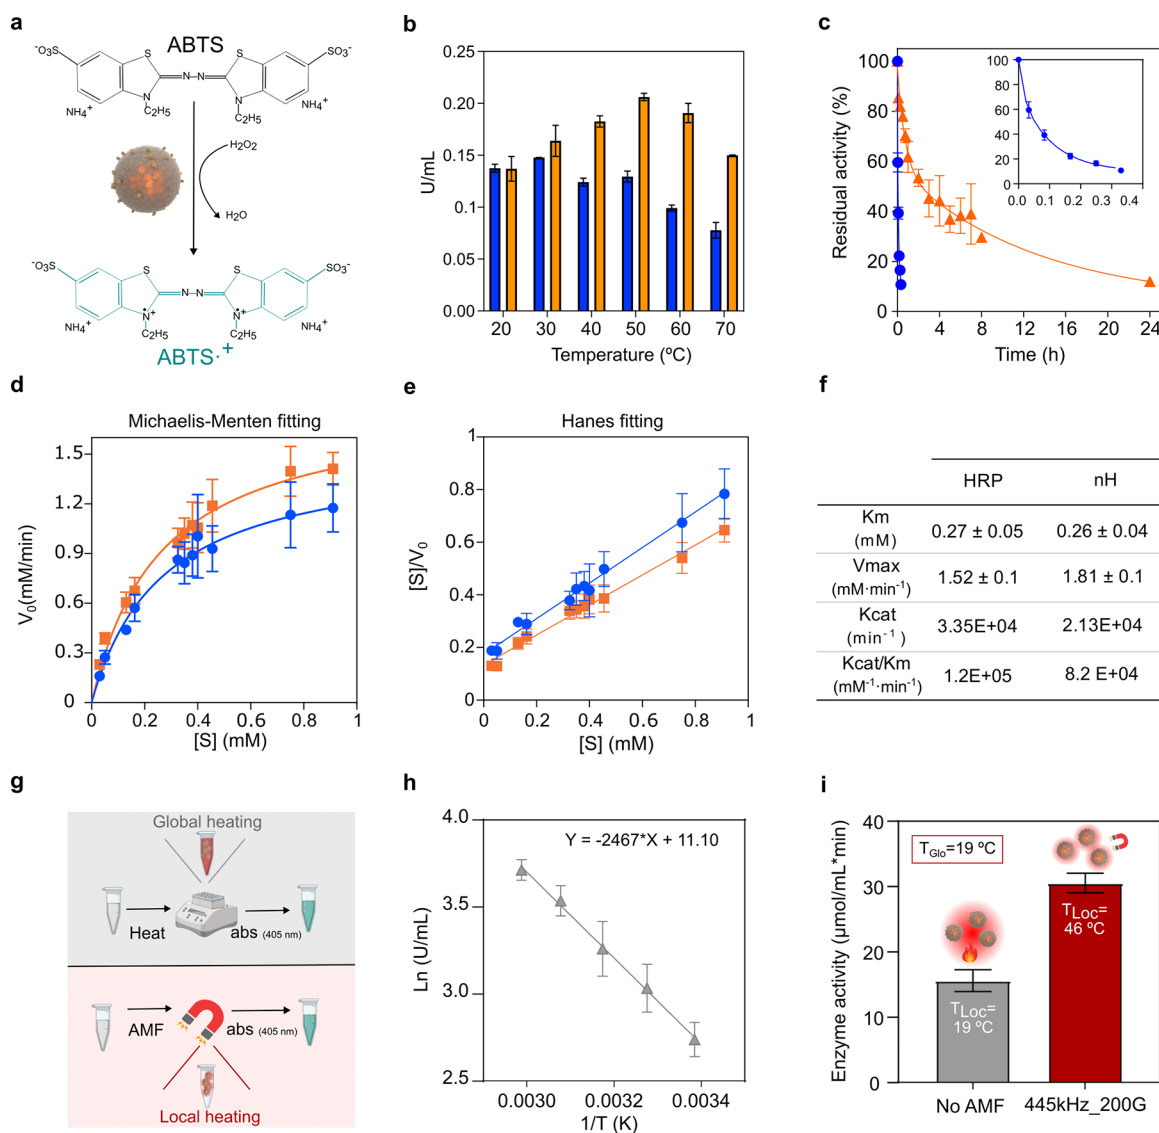 a
ABTS
⁻O3S
SO3⁻
S
S
N
N
N
N
NH4⁺
C2H5
C2H5
NH4⁺
H2O2
H2O
⁻O3S
SO3⁻
S
S
N
N
N⁺
N⁺
NH4⁺
C2H5
C2H5
NH4⁺
ABTS·⁺
b
0.25
0.20
0.15
0.10
0.05
0.00
U/mL
20 30 40 50 60 70
Temperature (ºC)
c
100
80
60
40
20
0
Residual activity (%)
0 4 8 12 16 20 24
Time (h)
100
80
60
40
20
0
0.0 0.1 0.2 0.3 0.4
d
Michaelis-Menten fitting
1.5
1.2
0.9
0.6
0.3
0
V₀(mM/min)
0 0.2 0.4 0.6 0.8 1
[S] (mM)
e
Hanes fitting
1
0.8
0.6
0.4
0.2
0
[S]/V₀
0 0.2 0.4 0.6 0.8 1
[S] (mM)
f
HRP nH
Km
(mM)
0.27 ± 0.05 0.26 ± 0.04
Vmax
(mM·min⁻¹)
1.52 ± 0.1 1.81 ± 0.1
Kcat
(min⁻¹)
3.35E+04 2.13E+04
Kcat/Km
(mM⁻¹·min⁻¹)
1.2E+05 8.2 E+04
g
Global heating
Heat
abs (405 nm)
AMF
abs (405 nm)
Local heating
h
4.0
3.5
3.0
2.5
Ln (U/mL)
Y = -2467*X + 11.10
0.0030 0.0032 0.0034
1/T (K)
i
40
30
20
10
0
Enzyme activity (µmol/mL*min)
TGlo=19 ºC
TLoc=
19 ºC
TLoc=
46 ºC
No AMF 445kHz_200G